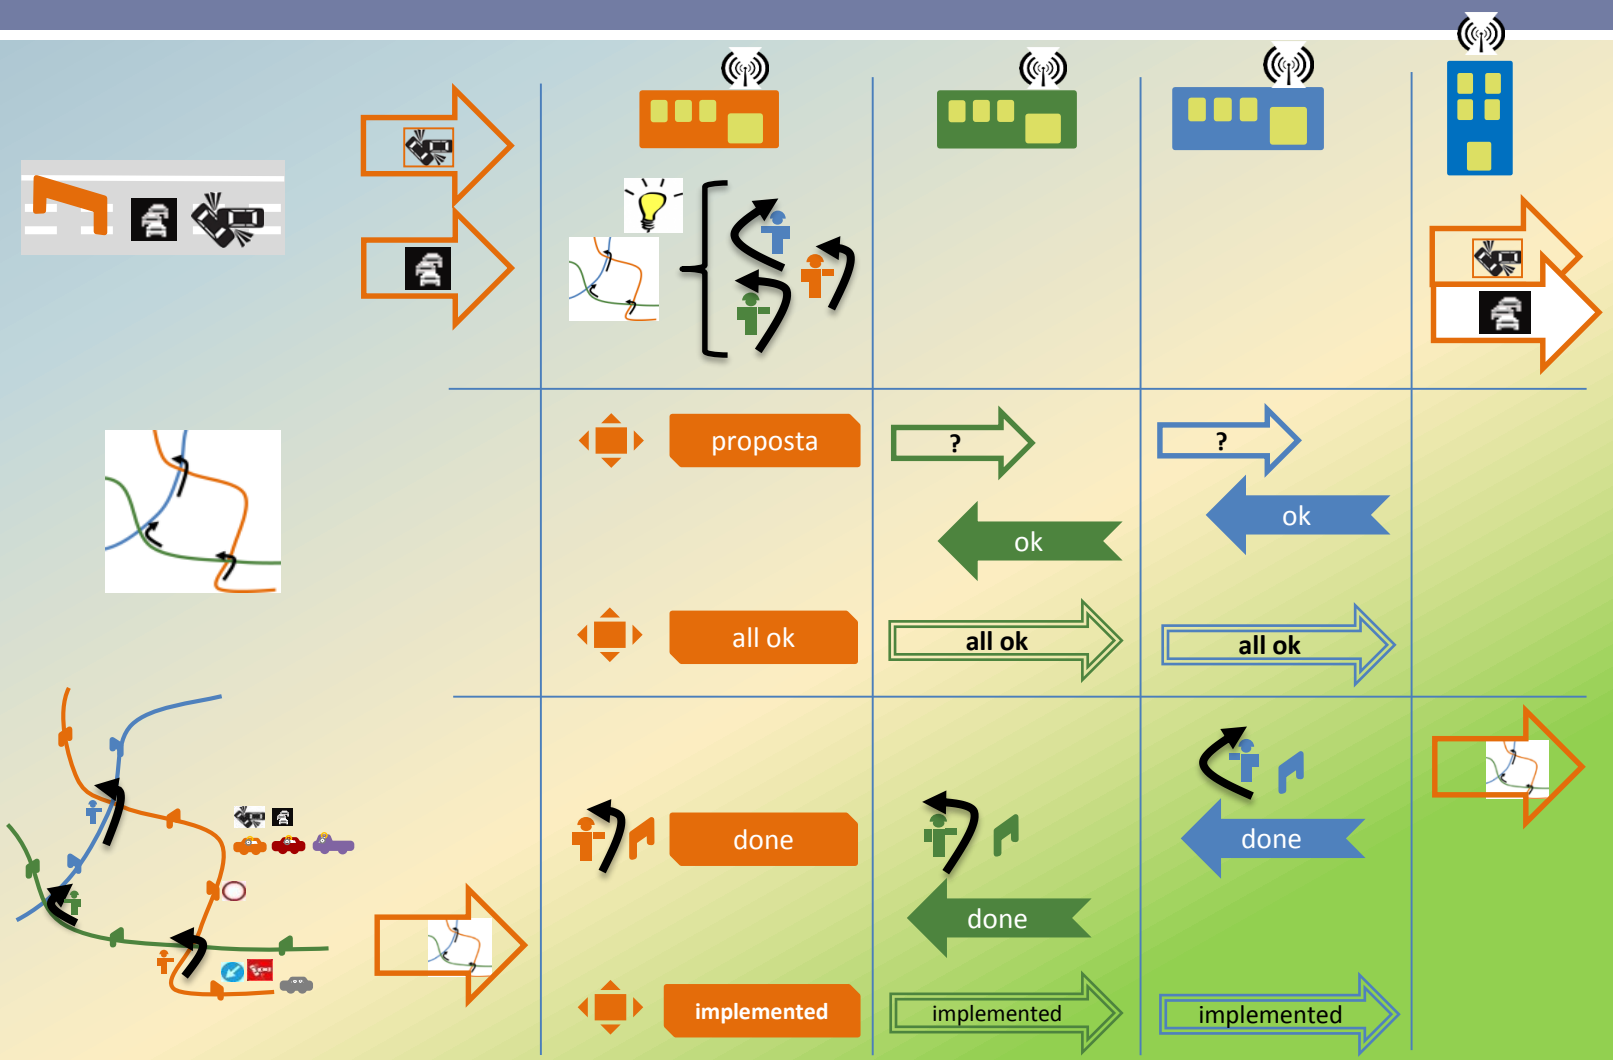 proposta
?
?
ok
ok
all ok
all ok
all ok
done
done
done
implemented
implemented
implemented